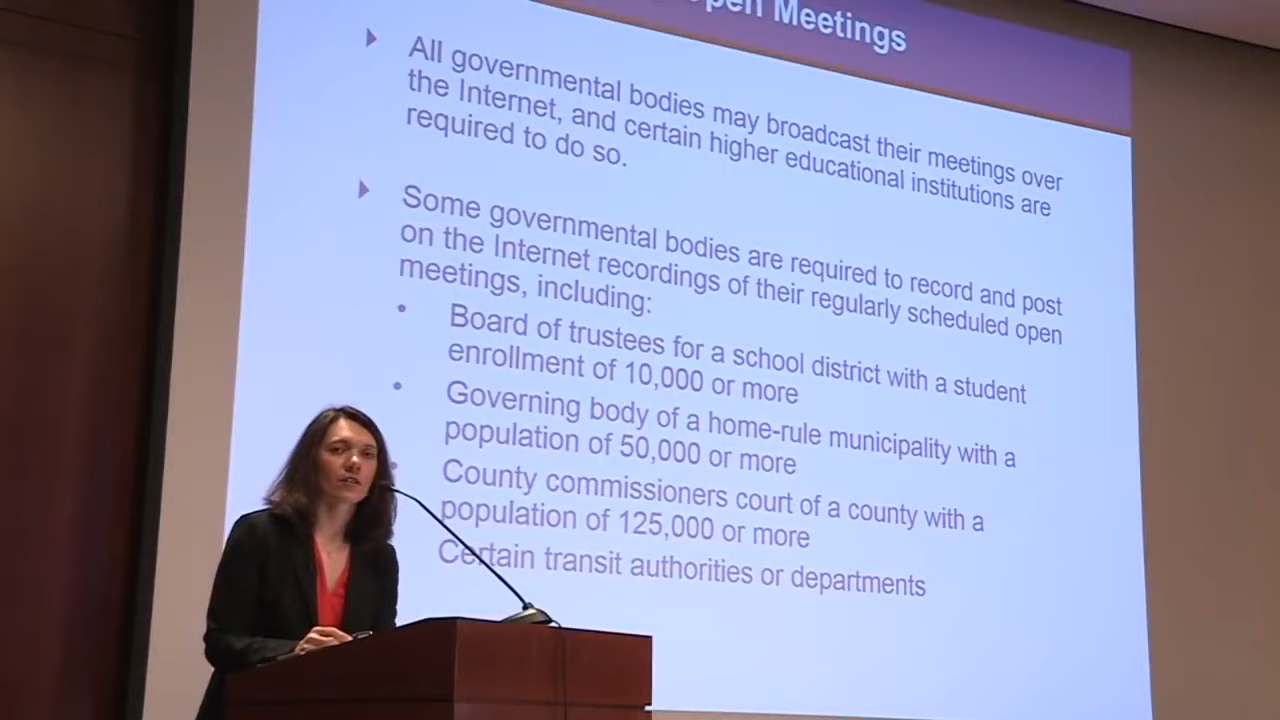 Open Meetings
All governmental bodies may broadcast their meetings over
the Internet, and certain higher educational institutions are
required to do so.
Some governmental bodies are required to record and post
on the Internet recordings of their regularly scheduled open
meetings, including:
• Board of trustees for a school district with a student
enrollment of 10,000 or more
• Governing body of a home-rule municipality with a
population of 50,000 or more
County commissioners court of a county with a
population of 125,000 or more
Certain transit authorities or departments